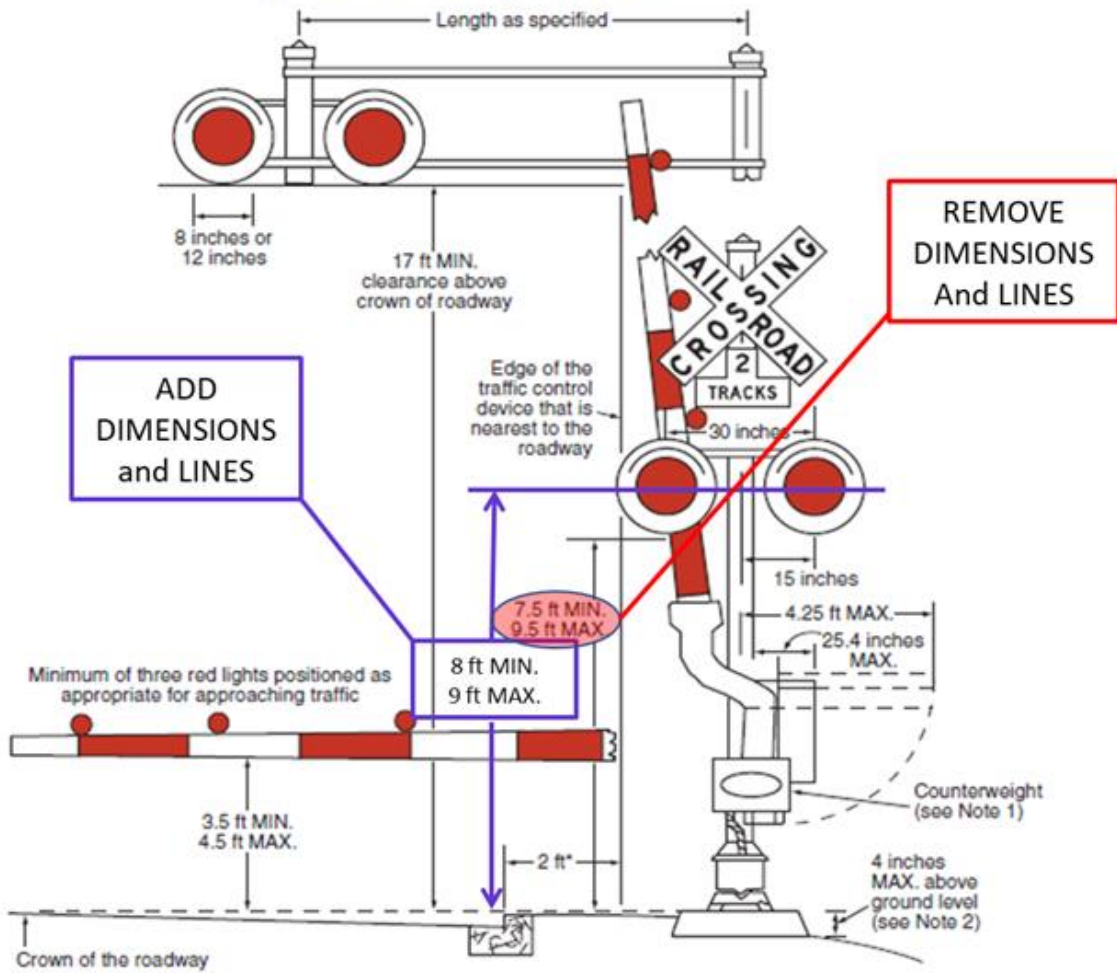 Length as specified
8 inches or
12 inches
17 ft MIN.
clearance above
crown of roadway
REMOVE
DIMENSIONS
And LINES
RAIL ROAD
CROSSING
2
TRACKS
Edge of the
traffic control
device that is
nearest to the
roadway
ADD
DIMENSIONS
and LINES
30 inches
15 inches
7.5 ft MIN.
9.5 ft MAX
4.25 ft MAX.
25.4 inches
MAX.
8 ft MIN.
9 ft MAX.
Minimum of three red lights positioned as
appropriate for approaching traffic
Counterweight
(see Note 1)
3.5 ft MIN.
4.5 ft MAX.
2 ft*
4 inches
MAX. above
ground level
(see Note 2)
Crown of the roadway